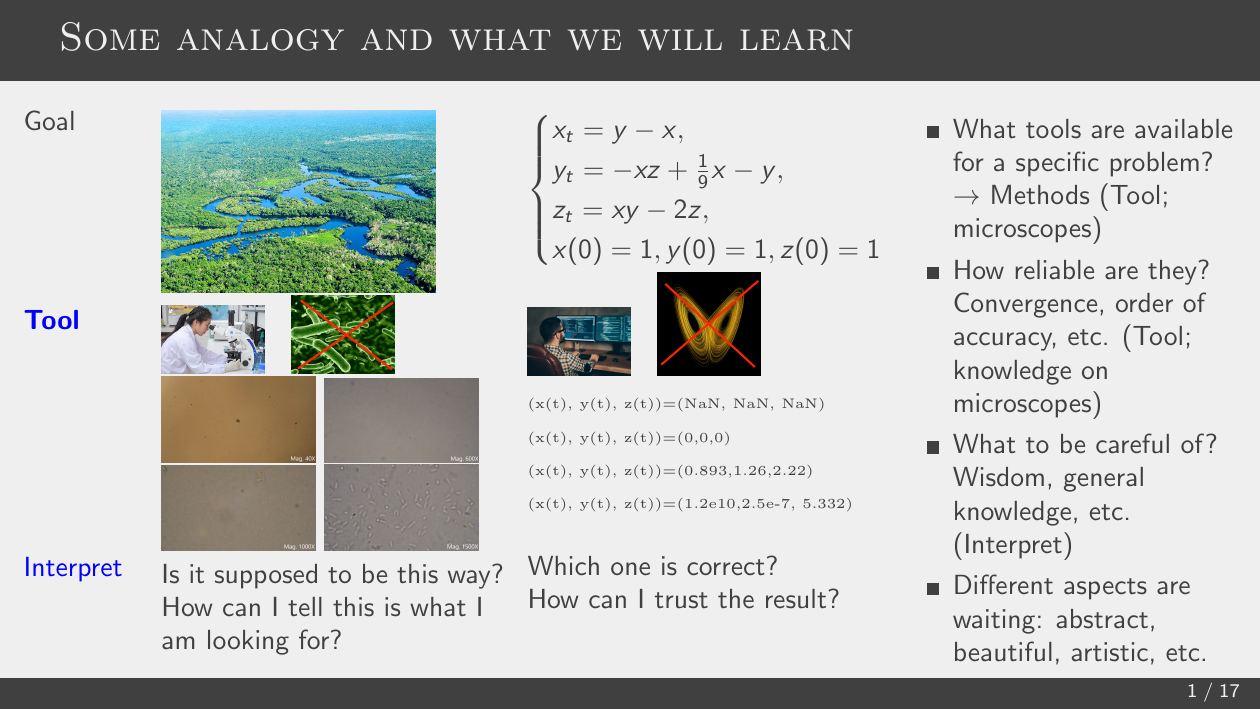 Some analogy and what we will learn
Goal
x_t = y − x,
y_t = −xz + 1/9 x − y,
z_t = xy − 2z,
x(0) = 1, y(0) = 1, z(0) = 1
Tool
Mag. 40X
Mag. 600X
Mag. 1000X
Mag. 1500X
(x(t), y(t), z(t))=(NaN, NaN, NaN)
(x(t), y(t), z(t))=(0,0,0)
(x(t), y(t), z(t))=(0.893,1.26,2.22)
(x(t), y(t), z(t))=(1.2e10,2.5e-7, 5.332)
Interpret
Is it supposed to be this way?
How can I tell this is what I
am looking for?
Which one is correct?
How can I trust the result?
■ What tools are available
for a specific problem?
→ Methods (Tool;
microscopes)
■ How reliable are they?
Convergence, order of
accuracy, etc. (Tool;
knowledge on
microscopes)
■ What to be careful of?
Wisdom, general
knowledge, etc.
(Interpret)
■ Different aspects are
waiting: abstract,
beautiful, artistic, etc.
1 / 17